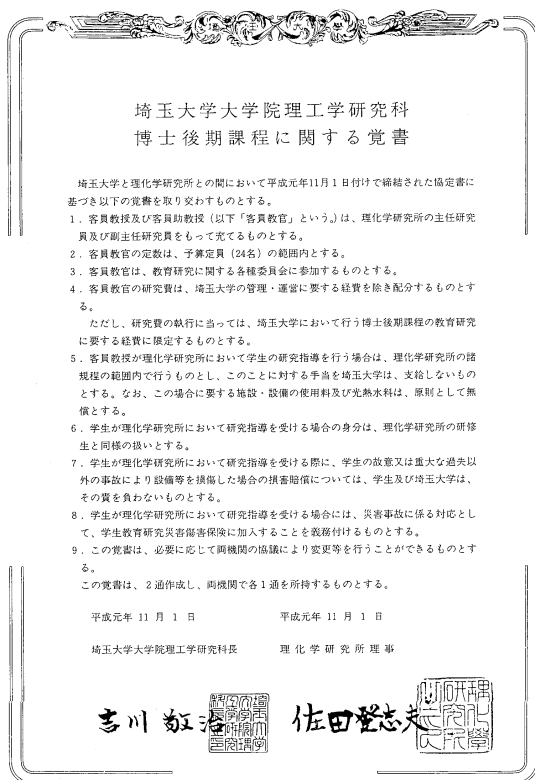 埼玉大学大学院理工学研究科
博士後期課程に関する覚書
埼玉大学と理化学研究所との間において平成元年11月1日付けで締結された協定書に
基づき以下の覚書を取り交わすものとする。
1．客員教授及び客員助教授（以下「客員教官」という。）は、理化学研究所の主任研究
員及び副主任研究員をもって充てるものとする。
2．客員教官の定数は、予算定員（24名）の範囲内とする。
3．客員教官は、教育研究に関する各種委員会に参加するものとする。
4．客員教官の研究費は、埼玉大学の管理・運営に要する経費を除き配分するものとす
る。
ただし、研究費の執行に当っては、埼玉大学において行う博士後期課程の教育研究
に要する経費に限定するものとする。
5．客員教授が理化学研究所において学生の研究指導を行う場合は、理化学研究所の諸
規程の範囲内で行うものとし、このことに対する手当を埼玉大学は、支給しないもの
とする。なお、この場合に要する施設・設備の使用料及び光熱水料は、原則として無
償とする。
6．学生が理化学研究所において研究指導を受ける場合の身分は、理化学研究所の研修
生と同様の扱いとする。
7．学生が理化学研究所において研究指導を受ける際に、学生の故意又は重大な過失以
外の事故により設備等を損傷した場合の損害賠償については、学生及び埼玉大学は、
その責を負わないものとする。
8．学生が理化学研究所において研究指導を受ける場合には、災害事故に係る対応とし
て、学生教育研究災害傷害保険に加入することを義務付けるものとする。
9．この覚書は、必要に応じて両機関の協議により変更等を行うことができるものとす
る。
この覚書は、2通作成し、両機関で各1通を所持するものとする。
平成元年 11 月 1 日 平成元年 11 月 1 日
埼玉大学大学院理工学研究科長 理化学研究所理事
吉川 敬治 佐田登志夫